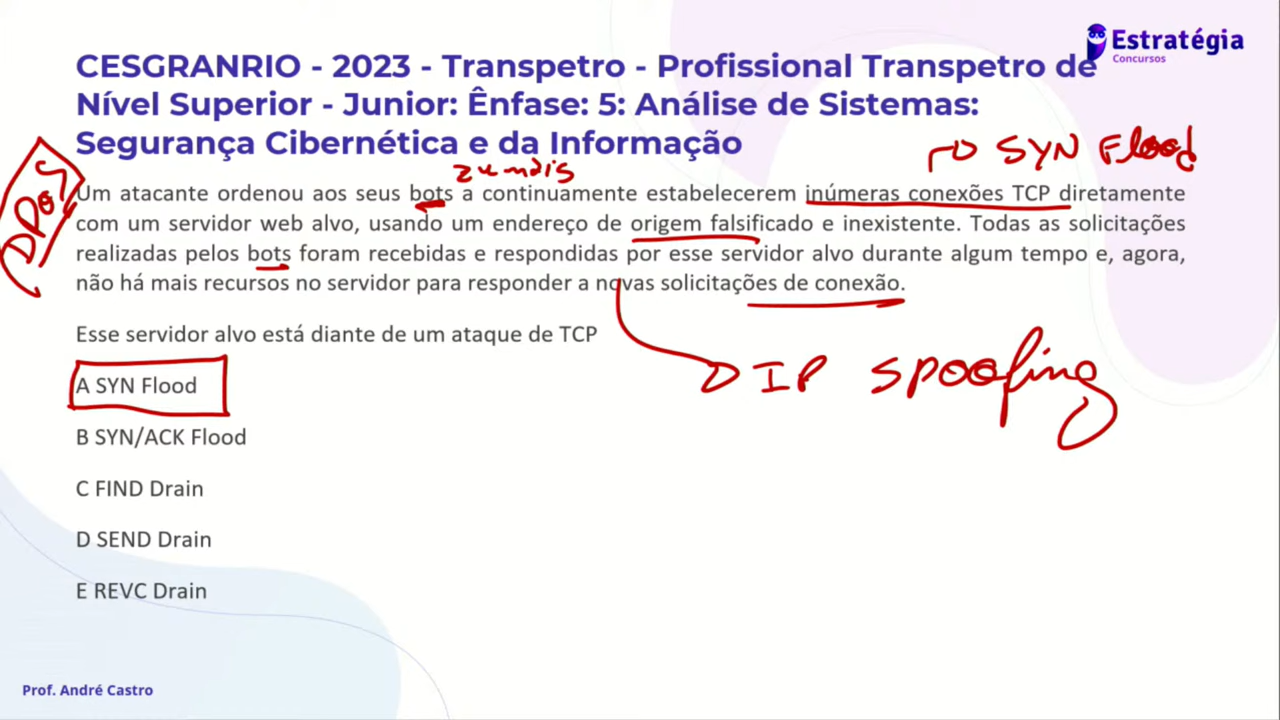 Estratégia
Concursos
CESGRANRIO - 2023 - Transpetro - Profissional Transpetro de
Nível Superior - Junior: Ênfase: 5: Análise de Sistemas:
Segurança Cibernética e da Informação
SYN Flood
zumbis
DDoS
Um atacante ordenou aos seus bots a continuamente estabelecerem inúmeras conexões TCP diretamente
com um servidor web alvo, usando um endereço de origem falsificado e inexistente. Todas as solicitações
realizadas pelos bots foram recebidas e respondidas por esse servidor alvo durante algum tempo e, agora,
não há mais recursos no servidor para responder a novas solicitações de conexão.
Esse servidor alvo está diante de um ataque de TCP
IP spoofing
A SYN Flood
B SYN/ACK Flood
C FIND Drain
D SEND Drain
E REVC Drain
Prof. André Castro